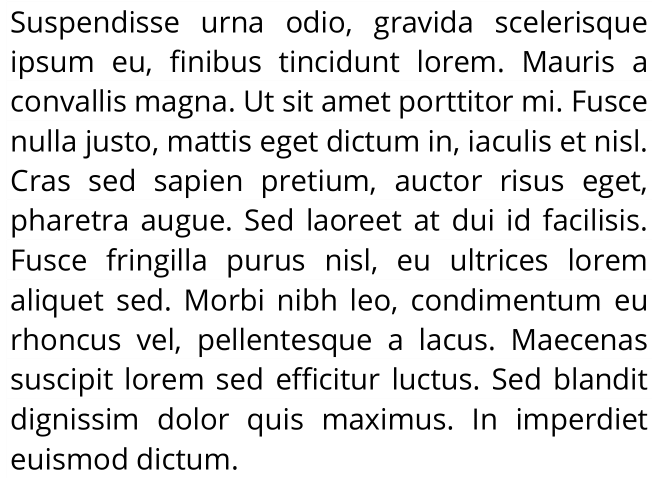 Suspendisse urna odio, gravida scelerisque
ipsum eu, finibus tincidunt lorem. Mauris a
convallis magna. Ut sit amet porttitor mi. Fusce
nulla justo, mattis eget dictum in, iaculis et nisl.
Cras sed sapien pretium, auctor risus eget,
pharetra augue. Sed laoreet at dui id facilisis.
Fusce fringilla purus nisl, eu ultrices lorem
aliquet sed. Morbi nibh leo, condimentum eu
rhoncus vel, pellentesque a lacus. Maecenas
suscipit lorem sed efficitur luctus. Sed blandit
dignissim dolor quis maximus. In imperdiet
euismod dictum.